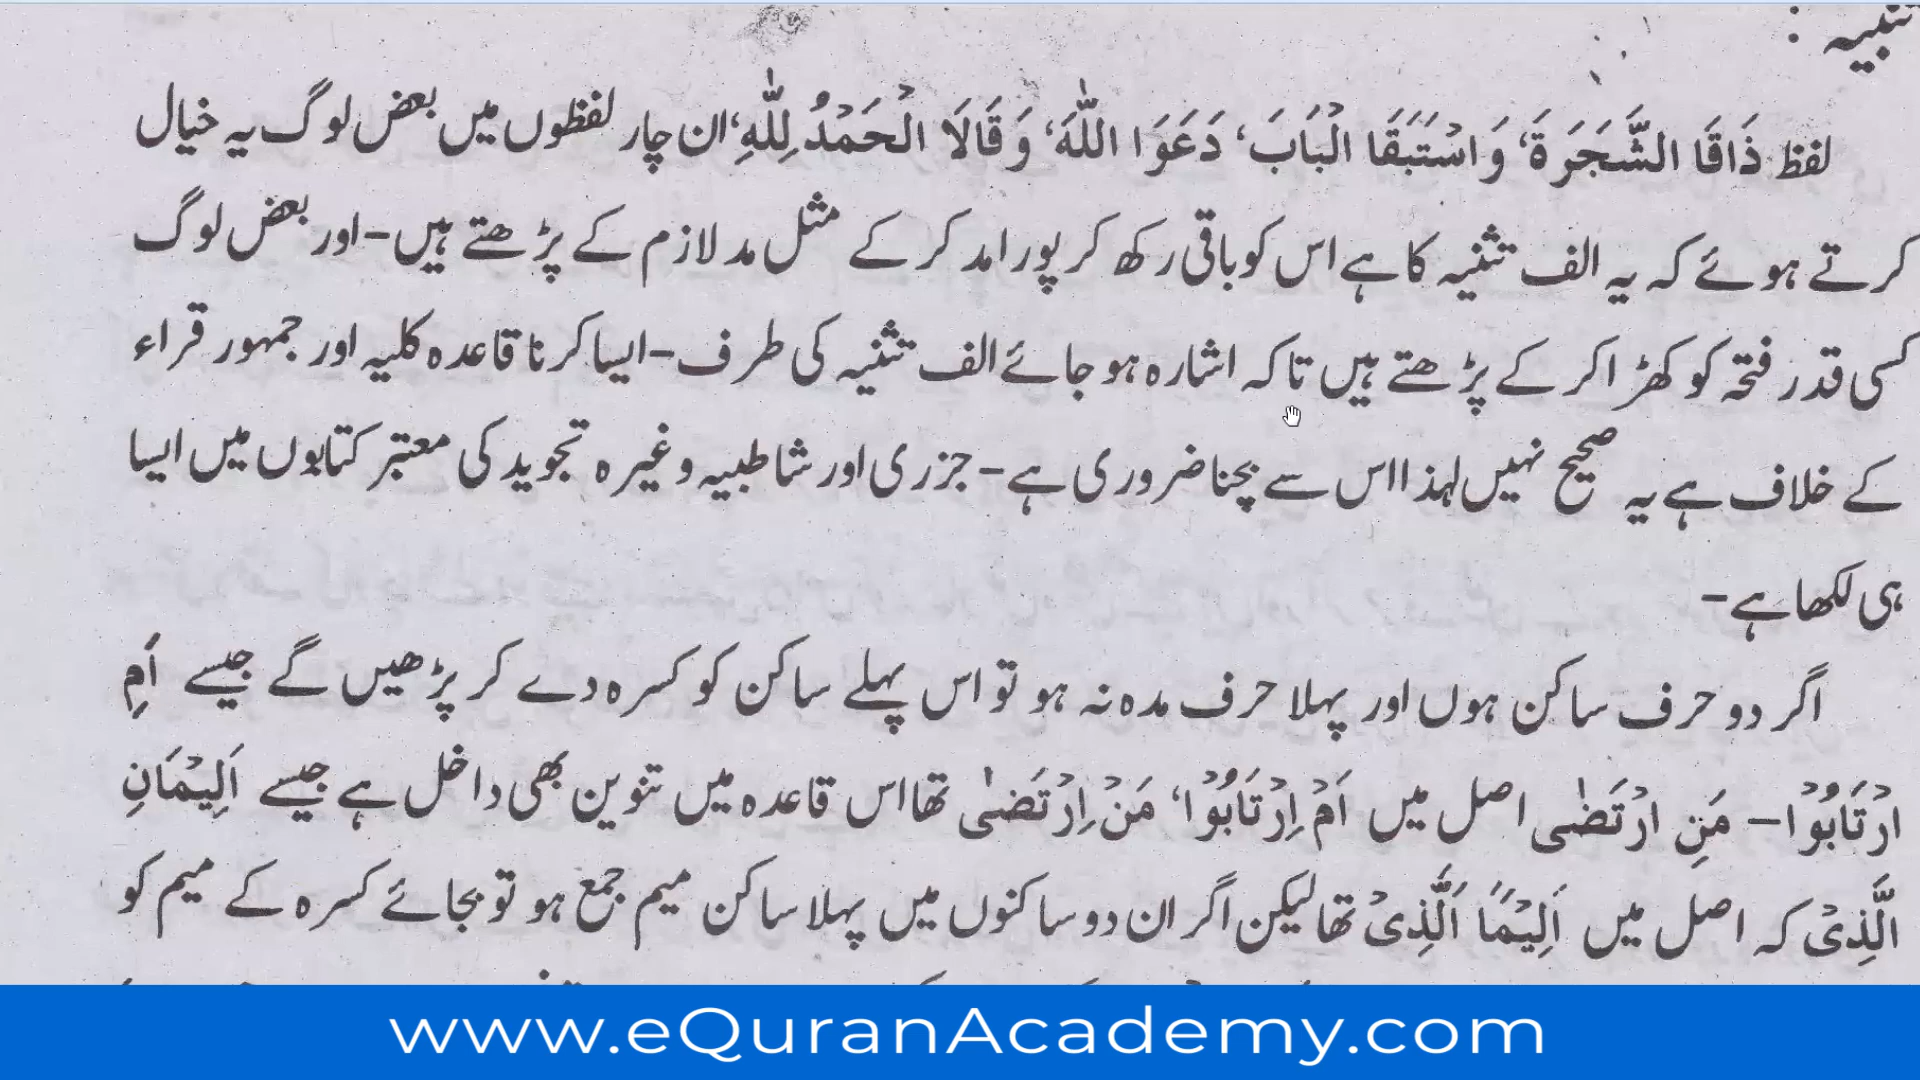 تنبیہ :
لفظ ذَاقَا الشَّجَرَةَ، وَ اسْتَبَقَا الْبَابَ، دَعَوَا اللّٰهَ، وَ قَالَا الْحَمْدُ لِلّٰهِ، ان چار لفظوں میں بعض لوگ یہ خیال
کرتے ہوئے کہ یہ الف تثنیہ کا ہے اس کو باقی رکھ کر پورا مد کر کے مثل مد لازم کے پڑھتے ہیں - اور بعض لوگ
کسی قدر فتحہ کو کھڑا کر کے پڑھتے ہیں تاکہ اشارہ ہو جائے الف تثنیہ کی طرف - ایسا کرنا قاعدہ کلیہ اور جمہور قراء
کے خلاف ہے یہ صحیح نہیں لہذا اس سے بچنا ضروری ہے - جزری اور شاطبیہ وغیرہ تجوید کی معتبر کتابوں میں ایسا
ہی لکھا ہے -
اگر دو حرف ساکن ہوں اور پہلا حرف مدہ نہ ہو تو اس پہلے ساکن کو کسرہ دے کر پڑھیں گے جیسے اَمِ
ارْتَابُوْا - مَنِ ارْتَضٰی اصل میں اَمْ اِرْتَابُوْا، مَنْ اِرْتَضٰی تھا اس قاعدہ میں تنوین بھی داخل ہے جیسے اَلِیْمَانِ
الَّذِیْ کہ اصل میں اَلِیْمًا اَلَّذِیْ تھا لیکن اگر ان دو ساکنوں میں پہلا ساکن میم جمع ہو تو بجائے کسرہ کے میم کو
www.eQuranAcademy.com